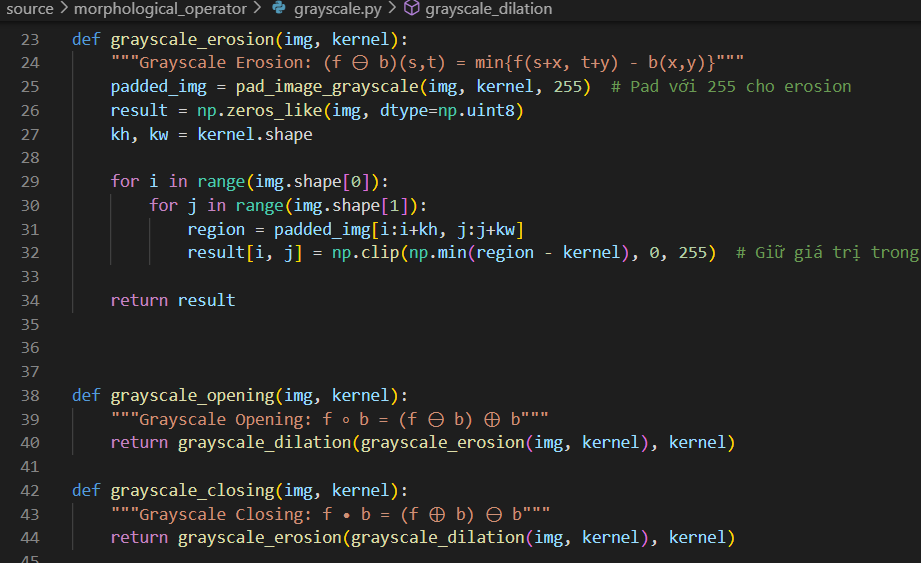 source > morphological_operator > grayscale.py > grayscale_dilation
23 def grayscale_erosion(img, kernel):
24     """Grayscale Erosion: (f ⊖ b)(s,t) = min{f(s+x, t+y) - b(x,y)}"""
25     padded_img = pad_image_grayscale(img, kernel, 255)  # Pad với 255 cho erosion
26     result = np.zeros_like(img, dtype=np.uint8)
27     kh, kw = kernel.shape
28
29     for i in range(img.shape[0]):
30         for j in range(img.shape[1]):
31             region = padded_img[i:i+kh, j:j+kw]
32             result[i, j] = np.clip(np.min(region - kernel), 0, 255)  # Giữ giá trị trong
33
34     return result
35
36
37
38 def grayscale_opening(img, kernel):
39     """Grayscale Opening: f ∘ b = (f ⊖ b) ⊕ b"""
40     return grayscale_dilation(grayscale_erosion(img, kernel), kernel)
41
42 def grayscale_closing(img, kernel):
43     """Grayscale Closing: f • b = (f ⊕ b) ⊖ b"""
44     return grayscale_erosion(grayscale_dilation(img, kernel), kernel)
45